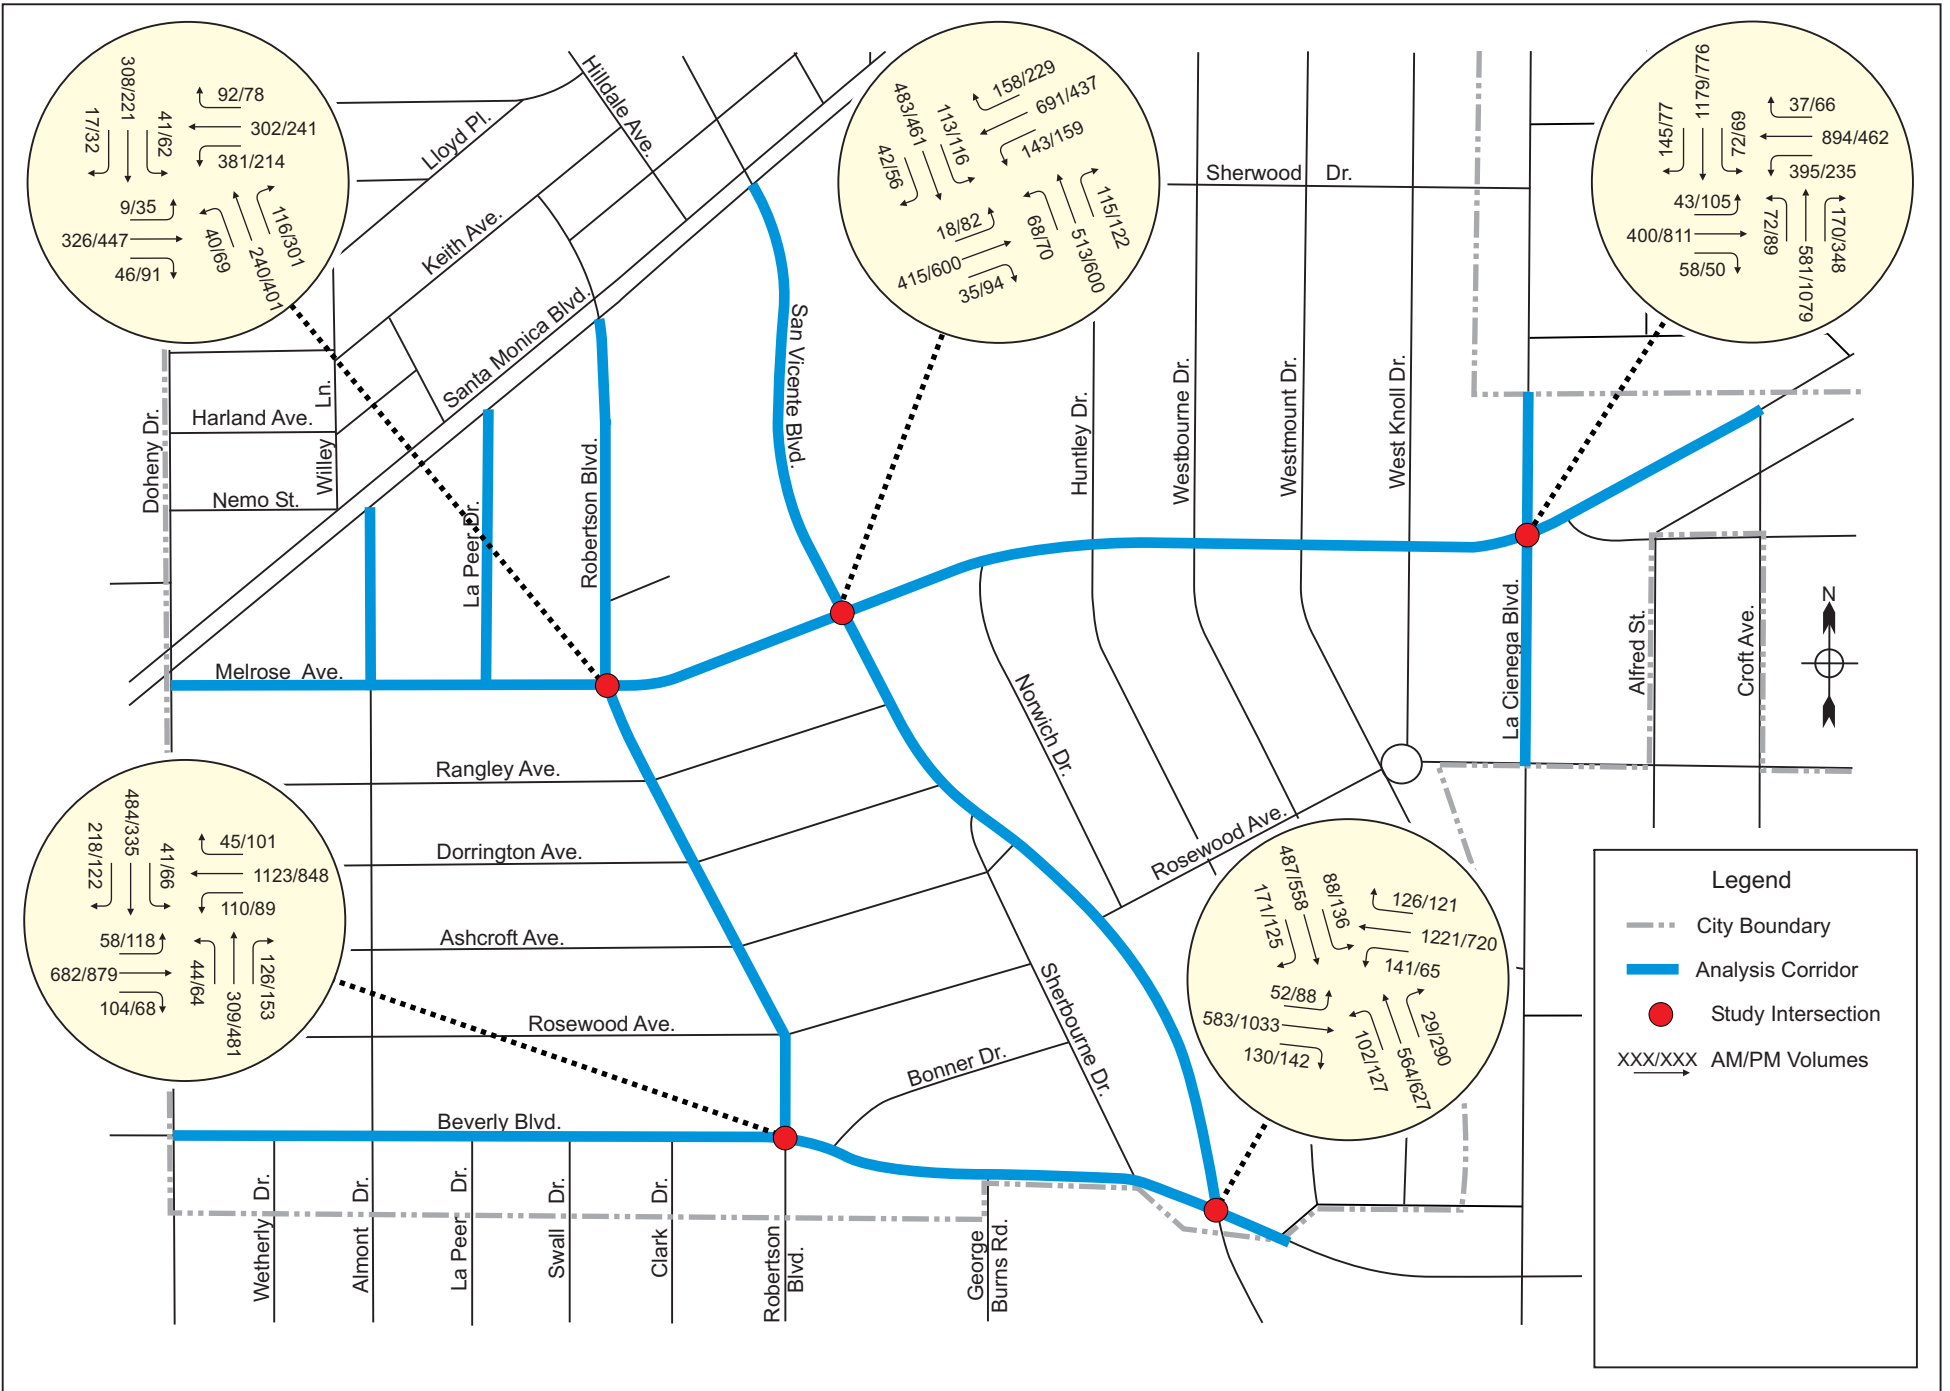 308/221
17/32
41/62
92/78
302/241
381/214
9/35
326/447
46/91
40/69
240/401
116/301
483/461
113/116
42/56
158/229
691/437
143/159
18/82
415/600
35/94
68/70
513/600
115/122
1179/776
145/77
72/69
37/66
894/462
395/235
43/105
400/811
58/50
72/89
581/1079
170/348
Hilldale Ave.
Lloyd Pl.
Keith Ave.
Santa Monica Blvd.
San Vicente Blvd.
Sherwood Dr.
Doheny Dr.
Harland Ave.
Willey Ln.
Nemo St.
La Peer Dr.
Robertson Blvd.
Huntley Dr.
Westbourne Dr.
Westmount Dr.
West Knoll Dr.
La Cienega Blvd.
Alfred St.
Croft Ave.
N
Melrose Ave.
Norwich Dr.
Rangley Ave.
Dorrington Ave.
Ashcroft Ave.
Rosewood Ave.
Rosewood Ave.
Sherbourne Dr.
Bonner Dr.
Beverly Blvd.
484/335
218/122
41/66
45/101
1123/848
110/89
58/118
682/879
104/68
44/64
309/481
126/153
487/558
171/125
88/136
126/121
1221/720
141/65
52/88
583/1033
130/142
102/127
564/627
29/290
Wetherly Dr.
Almont Dr.
La Peer Dr.
Swall Dr.
Clark Dr.
Robertson
Blvd.
George
Burns Rd.
Legend
City Boundary
Analysis Corridor
Study Intersection
XXX/XXX AM/PM Volumes